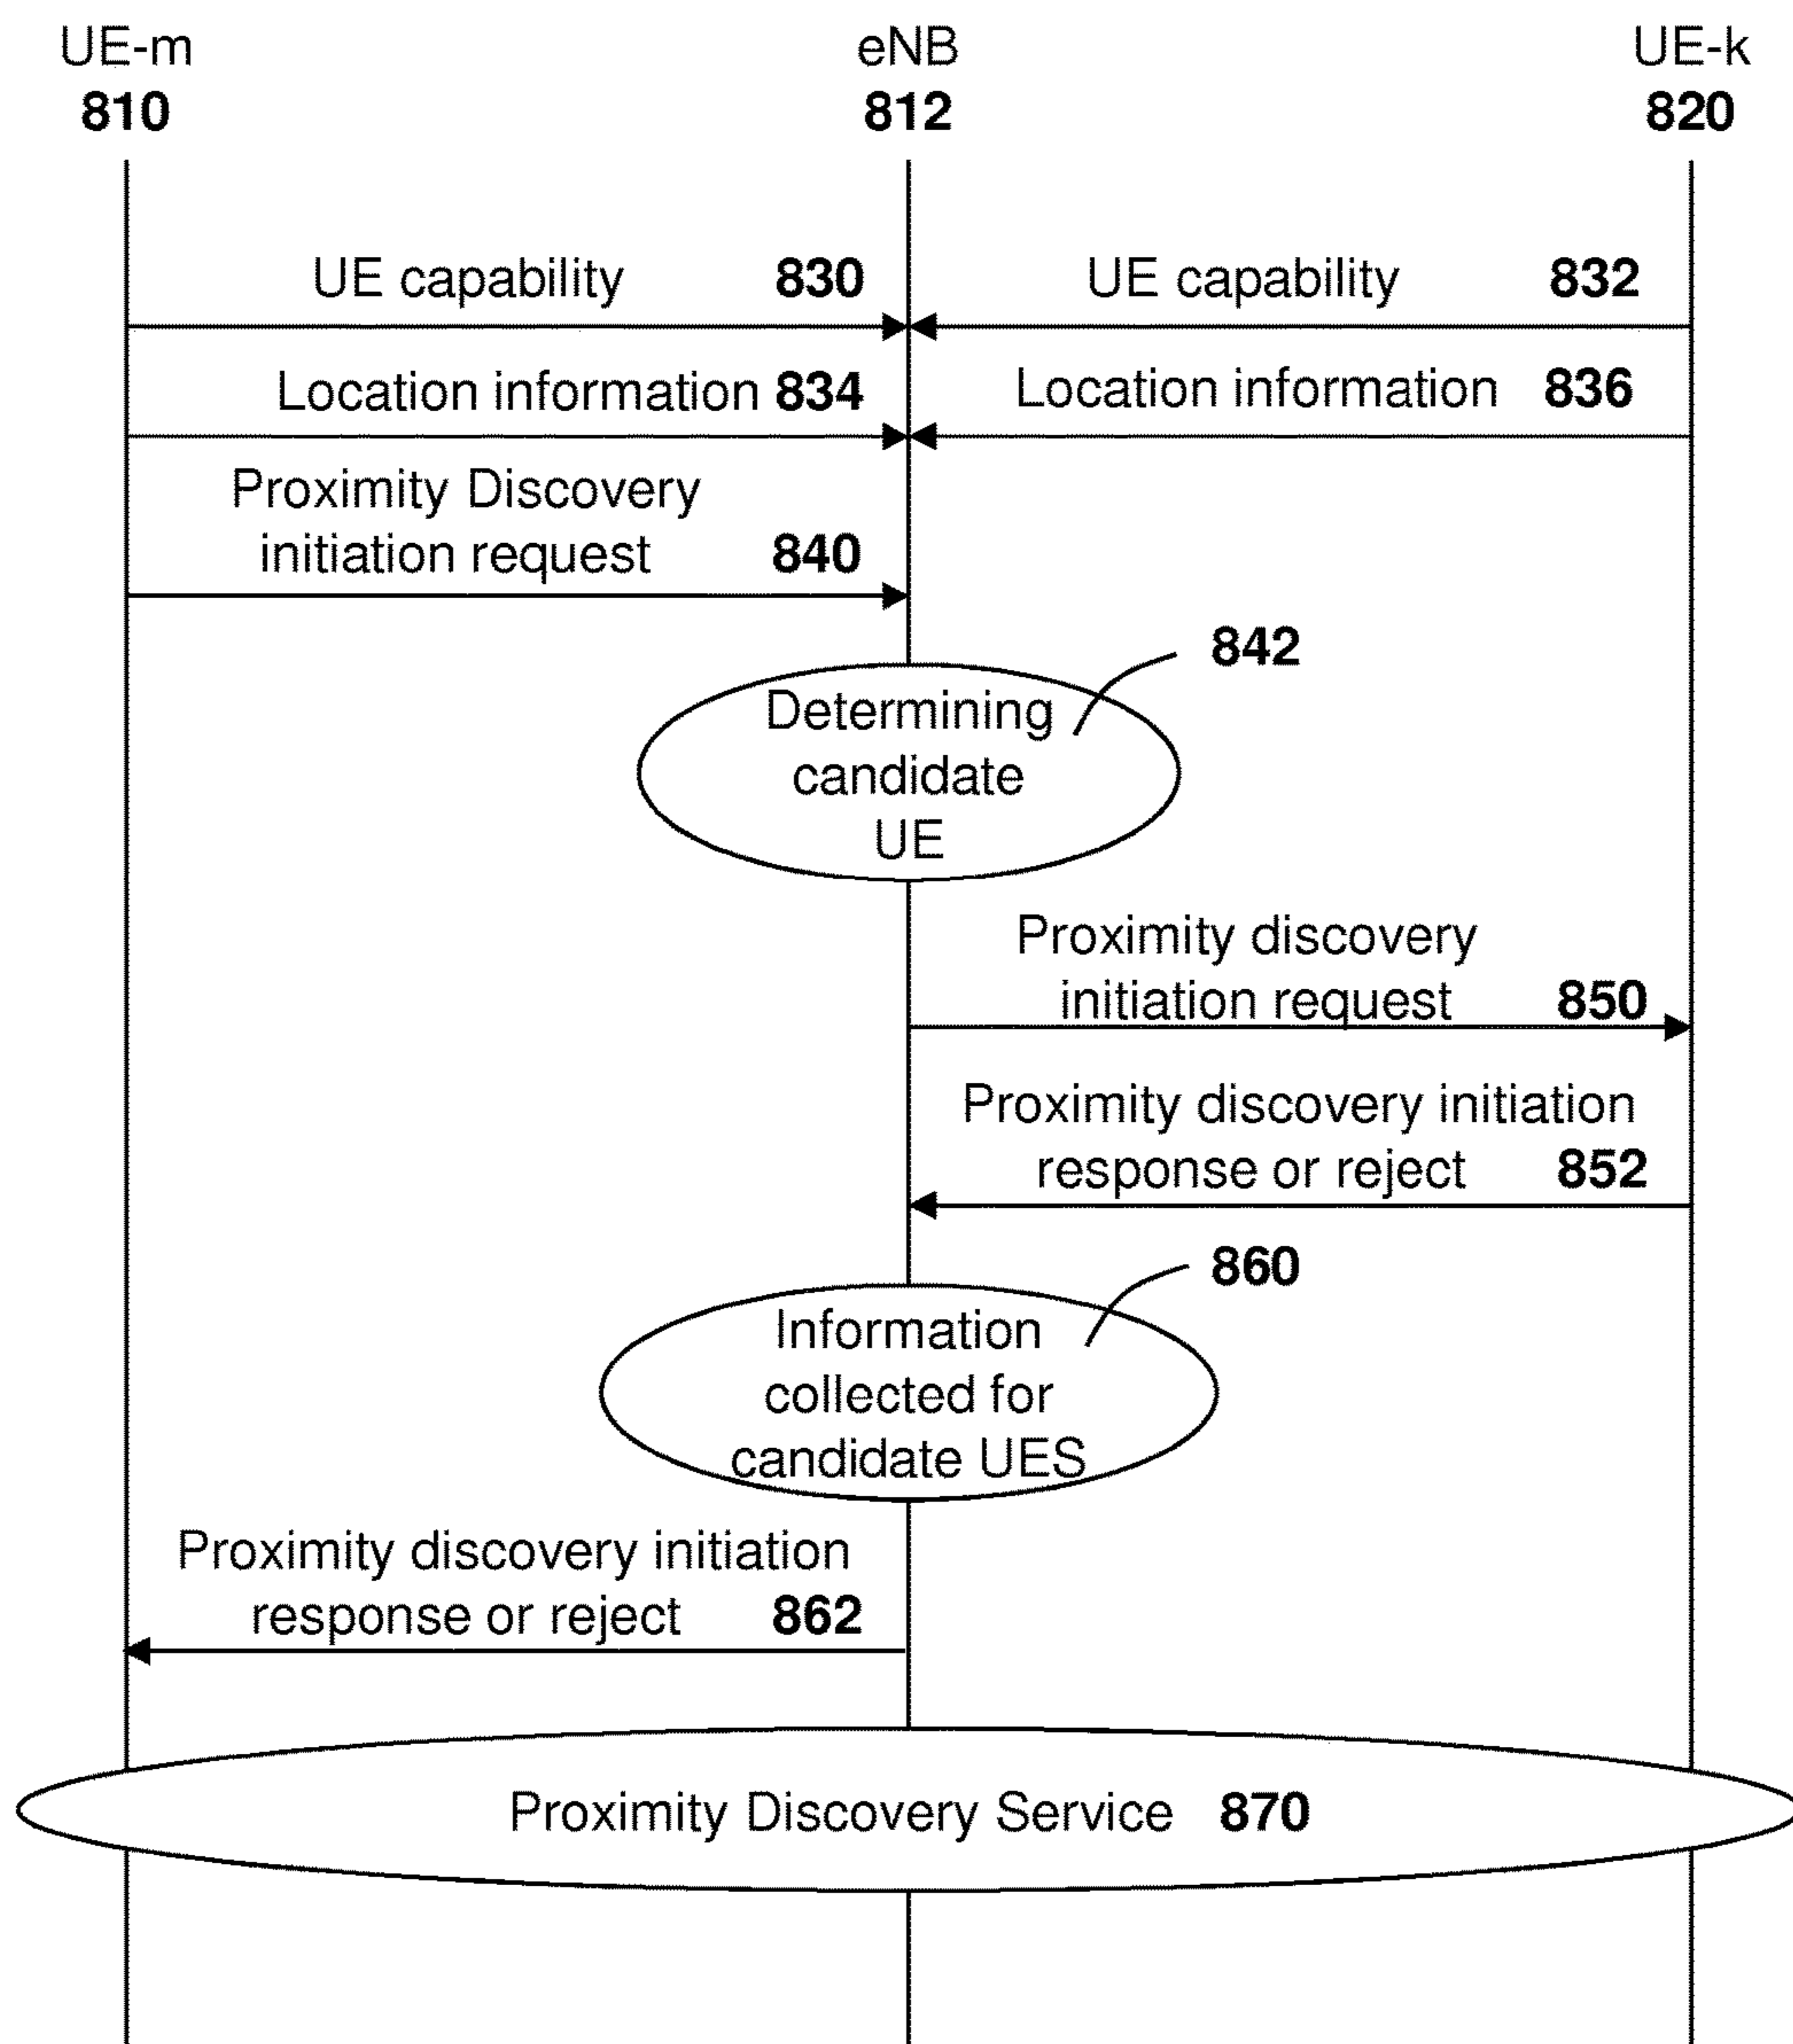 UE-m
eNB
UE-k
810
812
820
UE capability 830
UE capability 832
Location information 834
Location information 836
Proximity Discovery
initiation request 840
842
Determining
candidate
UE
Proximity discovery
initiation request 850
Proximity discovery initiation
response or reject 852
860
Information
collected for
candidate UES
Proximity discovery initiation
response or reject 862
Proximity Discovery Service 870